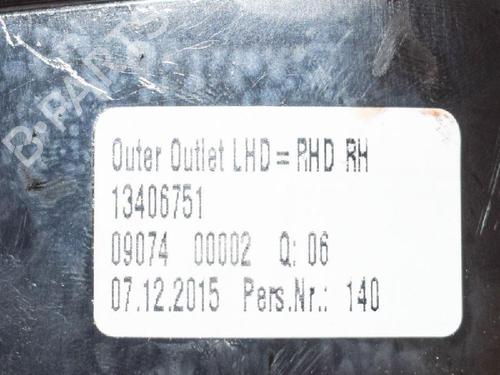 B-PARTS
Outer Outlet LHD = RHD RH
13406751
09074 00002 Q: 06
07.12.2015 Pers.Nr.: 140